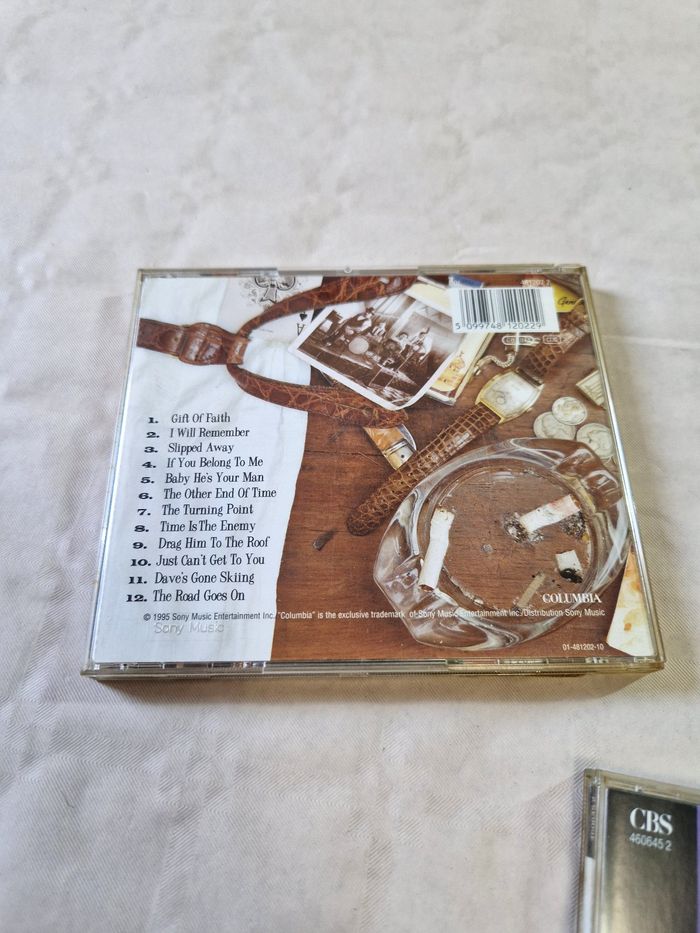 481202 2
5 099748 120229
1. Gift Of Faith
2. I Will Remember
3. Slipped Away
4. If You Belong To Me
5. Baby He's Your Man
6. The Other End Of Time
7. The Turning Point
8. Time Is The Enemy
9. Drag Him To The Roof
10. Just Can't Get To You
11. Dave's Gone Skiing
12. The Road Goes On
COLUMBIA
© 1995 Sony Music Entertainment Inc./"Columbia" is the exclusive trademark of Sony Music Entertainment Inc./Distribution Sony Music
Sony Music
01-481202-10
CBS
460645 2